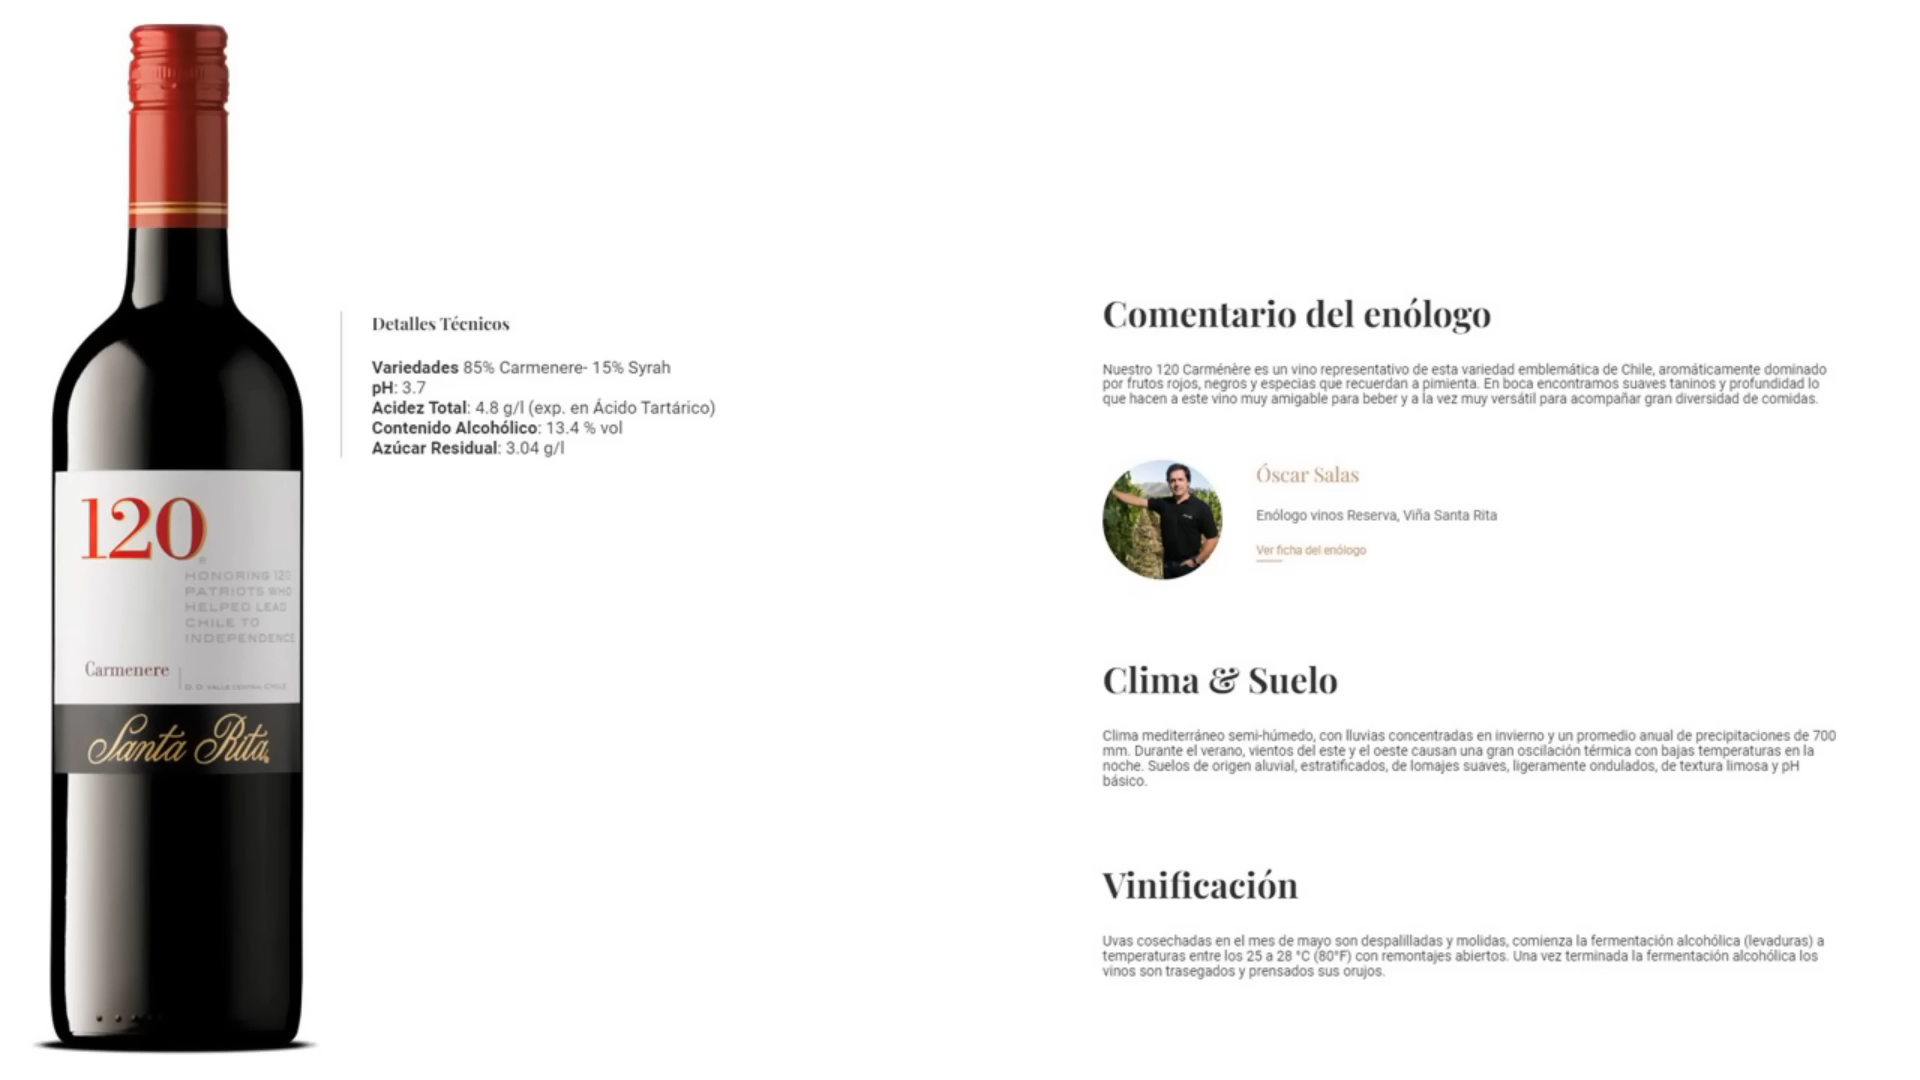 120
HONORING 120
PATRIOTS WHO
HELPED LEAD
CHILE TO
INDEPENDENCE
Carmenere
D.O. VALLE CENTRAL, CHILE
Santa Rita
Detalles Técnicos
Variedades 85% Carmenere- 15% Syrah
pH: 3.7
Acidez Total: 4.8 g/l (exp. en Ácido Tartárico)
Contenido Alcohólico: 13.4 % vol
Azúcar Residual: 3.04 g/l
Comentario del enólogo
Nuestro 120 Carménère es un vino representativo de esta variedad emblemática de Chile, aromáticamente dominado
por frutos rojos, negros y especias que recuerdan a pimienta. En boca encontramos suaves taninos y profundidad lo
que hacen a este vino muy amigable para beber y a la vez muy versátil para acompañar gran diversidad de comidas.
Óscar Salas
Enólogo vinos Reserva, Viña Santa Rita
Ver ficha del enólogo
Clima & Suelo
Clima mediterráneo semi-húmedo, con lluvias concentradas en invierno y un promedio anual de precipitaciones de 700
mm. Durante el verano, vientos del este y el oeste causan una gran oscilación térmica con bajas temperaturas en la
noche. Suelos de origen aluvial, estratificados, de lomajes suaves, ligeramente ondulados, de textura limosa y pH
básico.
Vinificación
Uvas cosechadas en el mes de mayo son despalilladas y molidas, comienza la fermentación alcohólica (levaduras) a
temperaturas entre los 25 a 28 °C (80°F) con remontajes abiertos. Una vez terminada la fermentación alcohólica los
vinos son trasegados y prensados sus orujos.